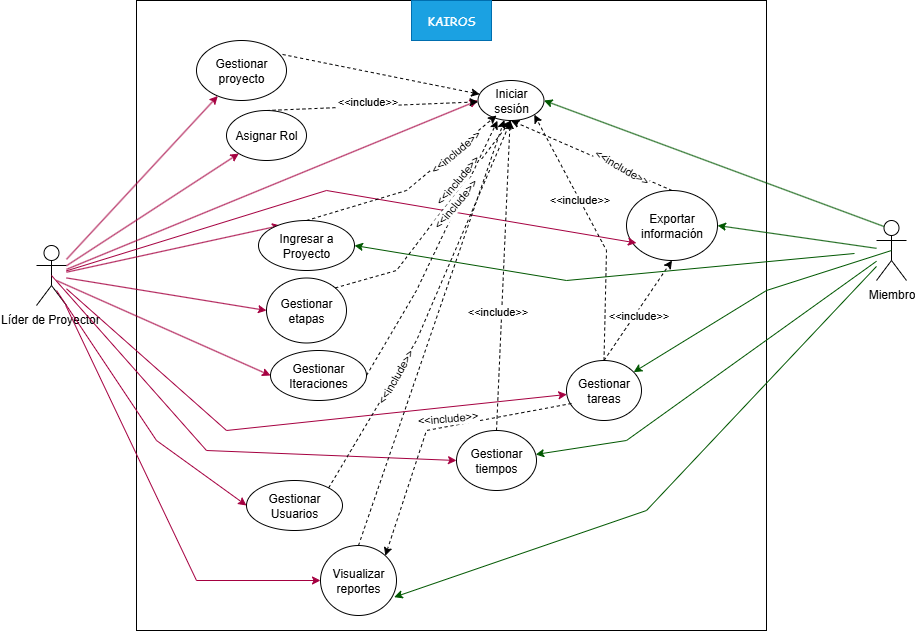 KAIROS
Gestionar
proyecto
Iniciar
sesión
<<include>>
Asignar Rol
<<include>>
<<include>>
<<include>>
<<include>>
<<include>>
<<include>>
Exportar
información
Ingresar a
Proyecto
Líder de Proyector
Miembro
Gestionar
etapas
<<include>>
<<include>>
Gestionar
Iteraciones
<<include>>
Gestionar
tareas
<<include>>
Gestionar
tiempos
Gestionar
Usuarios
Visualizar
reportes